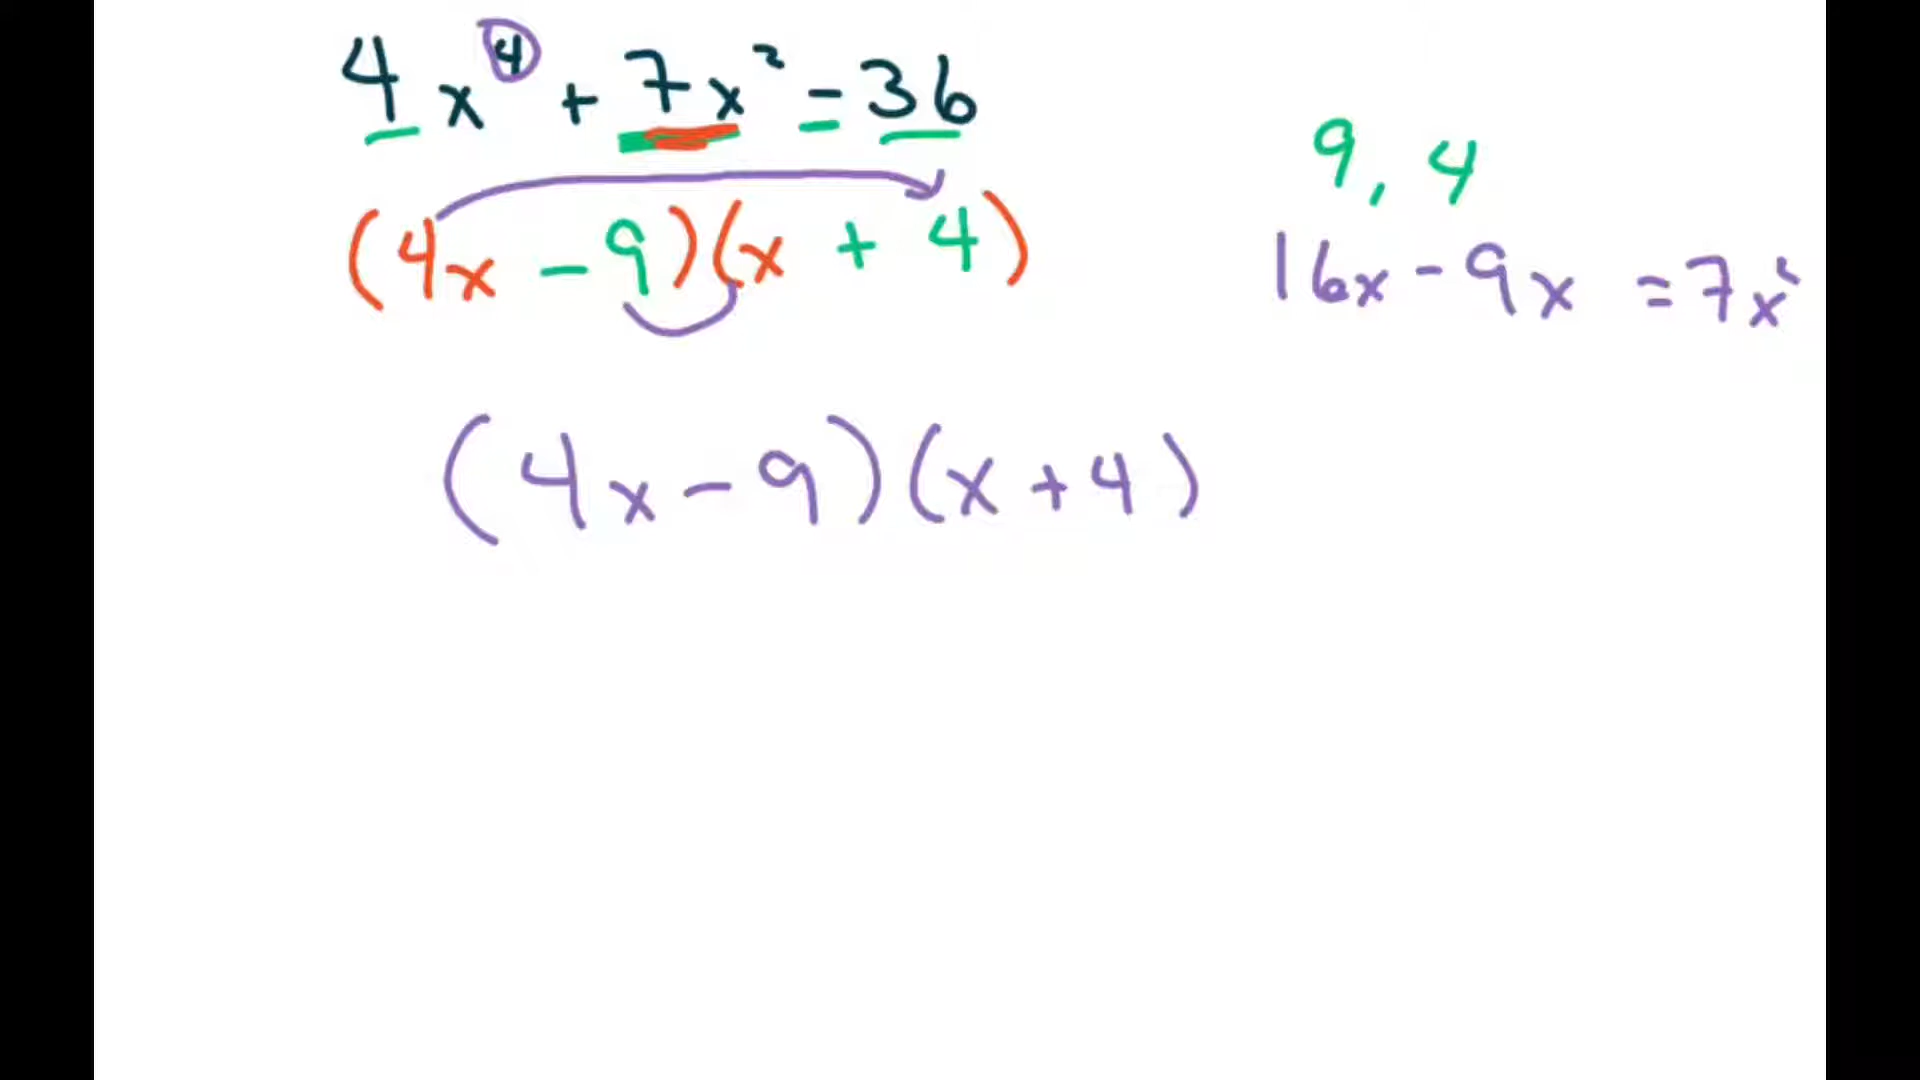 4x⁴ + 7x² = 36
(4x - 9)(x + 4)
9, 4
16x - 9x = 7x²
(4x - 9)(x + 4)